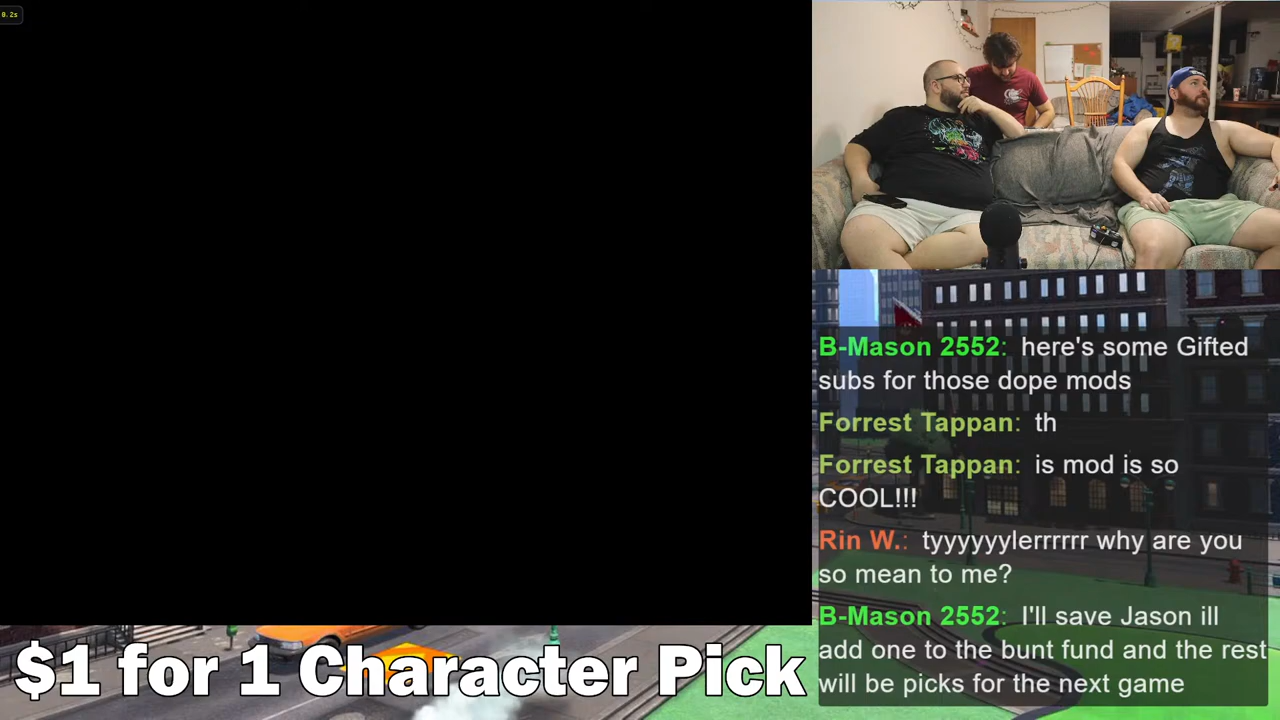 8.2s
B-Mason 2552: here's some Gifted
subs for those dope mods
Forrest Tappan: th
Forrest Tappan: is mod is so
COOL!!!
Rin W.: tyyyyyylerrrrrr why are you
so mean to me?
B-Mason 2552: I'll save Jason ill
add one to the bunt fund and the rest
will be picks for the next game
$1 for 1 Character Pick